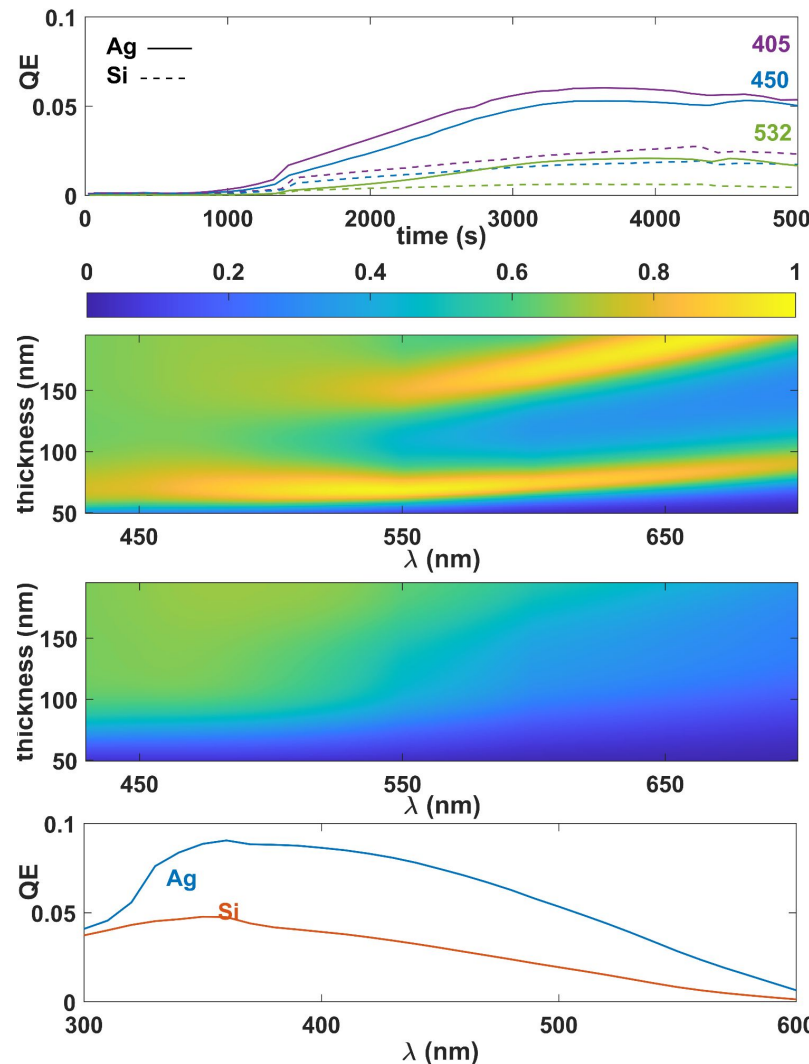 0.1
QE
Ag
Si
405
450
532
0.05
0
0 1000 2000 3000 4000 500
time (s)
0 0.2 0.4 0.6 0.8 1
thickness (nm)
150
100
50
450 550 650
λ (nm)
thickness (nm)
150
100
50
450 550 650
λ (nm)
0.1
QE
Ag
0.05
Si
0
300 400 500 600
λ (nm)